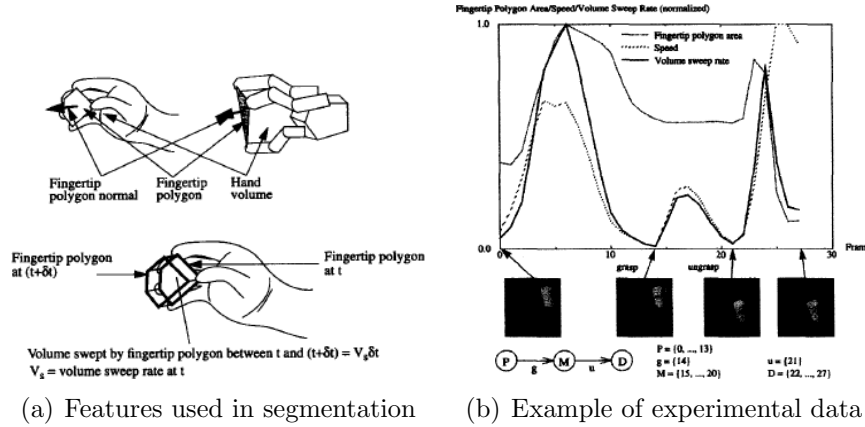 Fingertip Polygon Area/Speed/Volume Sweep Rate (normalized)
1.0
Fingertip polygon area
Speed
Volume sweep rate
0.0
0
10
20
30
Fram
grasp
ungrasp
Fingertip
polygon normal
Fingertip
polygon
Hand
volume
Fingertip polygon
at (t+δt)
Fingertip polygon
at t
Volume swept by fingertip polygon between t and (t+δt) = Vsδt
Vs = volume sweep rate at t
P
g
M
u
D
P = {0, ..., 13}
g = {14}
M = {15, ..., 20}
u = {21}
D = {22, ..., 27}
(a) Features used in segmentation
(b) Example of experimental data